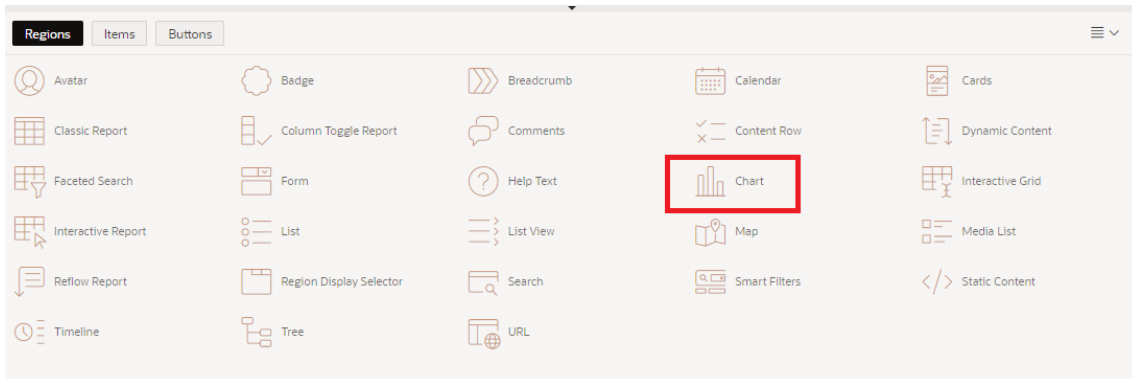 Regions Items Buttons
Avatar Badge Breadcrumb Calendar Cards
Classic Report Column Toggle Report Comments Content Row Dynamic Content
Faceted Search Form Help Text Chart Interactive Grid
Interactive Report List List View Map Media List
Reflow Report Region Display Selector Search Smart Filters Static Content
Timeline Tree URL